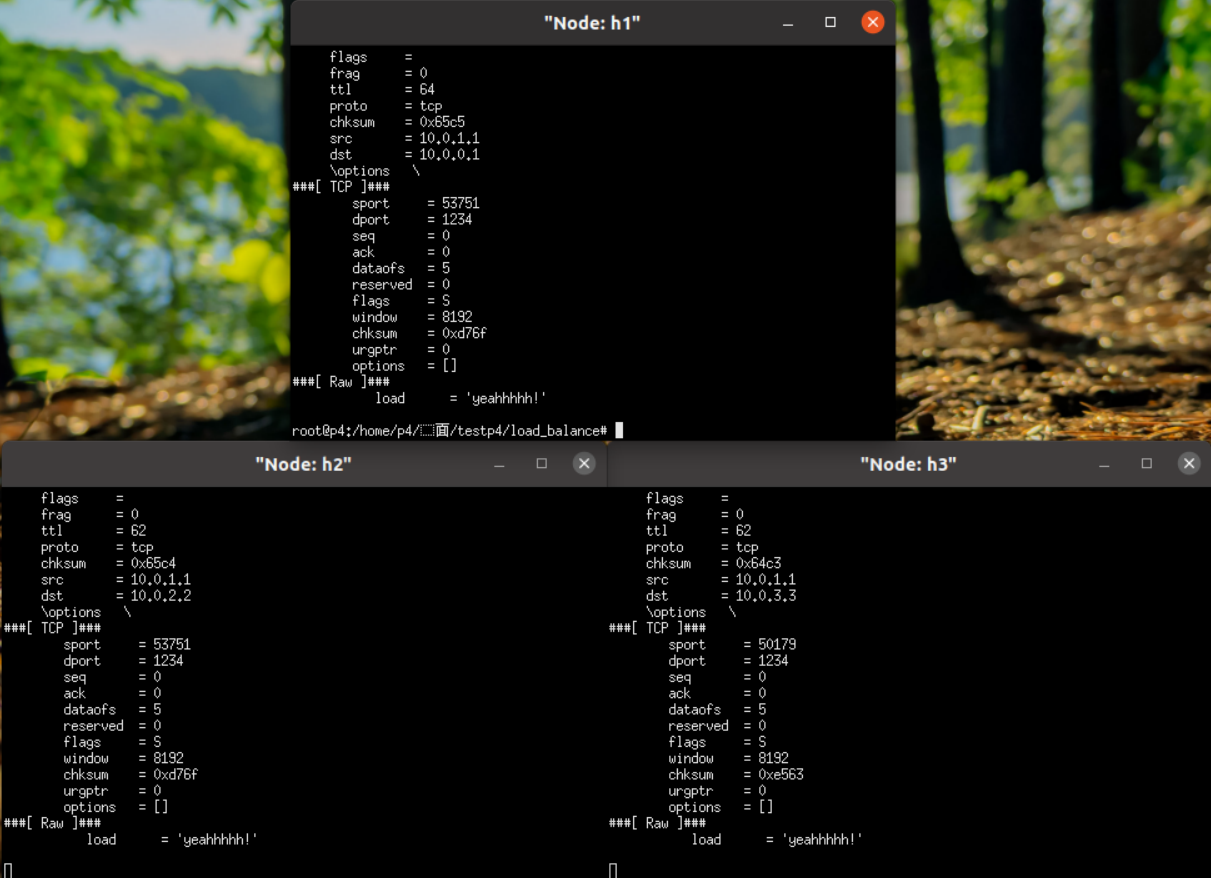 "Node: h1"
flags =
frag = 0
ttl = 64
proto = tcp
chksum = 0x65c5
src = 10.0.1.1
dst = 10.0.0.1
\options \
###[ TCP ]###
sport = 53751
dport = 1234
seq = 0
ack = 0
dataofs = 5
reserved = 0
flags = S
window = 8192
chksum = 0xd76f
urgptr = 0
options = []
###[ Raw ]###
load = 'yeahhhhh!'
root@p4:/home/p4/面/testp4/load_balance#
"Node: h2"
flags =
frag = 0
ttl = 62
proto = tcp
chksum = 0x65c4
src = 10.0.1.1
dst = 10.0.2.2
\options \
###[ TCP ]###
sport = 53751
dport = 1234
seq = 0
ack = 0
dataofs = 5
reserved = 0
flags = S
window = 8192
chksum = 0xd76f
urgptr = 0
options = []
###[ Raw ]###
load = 'yeahhhhh!'
"Node: h3"
flags =
frag = 0
ttl = 62
proto = tcp
chksum = 0x64c3
src = 10.0.1.1
dst = 10.0.3.3
\options \
###[ TCP ]###
sport = 50179
dport = 1234
seq = 0
ack = 0
dataofs = 5
reserved = 0
flags = S
window = 8192
chksum = 0xe563
urgptr = 0
options = []
###[ Raw ]###
load = 'yeahhhhh!'